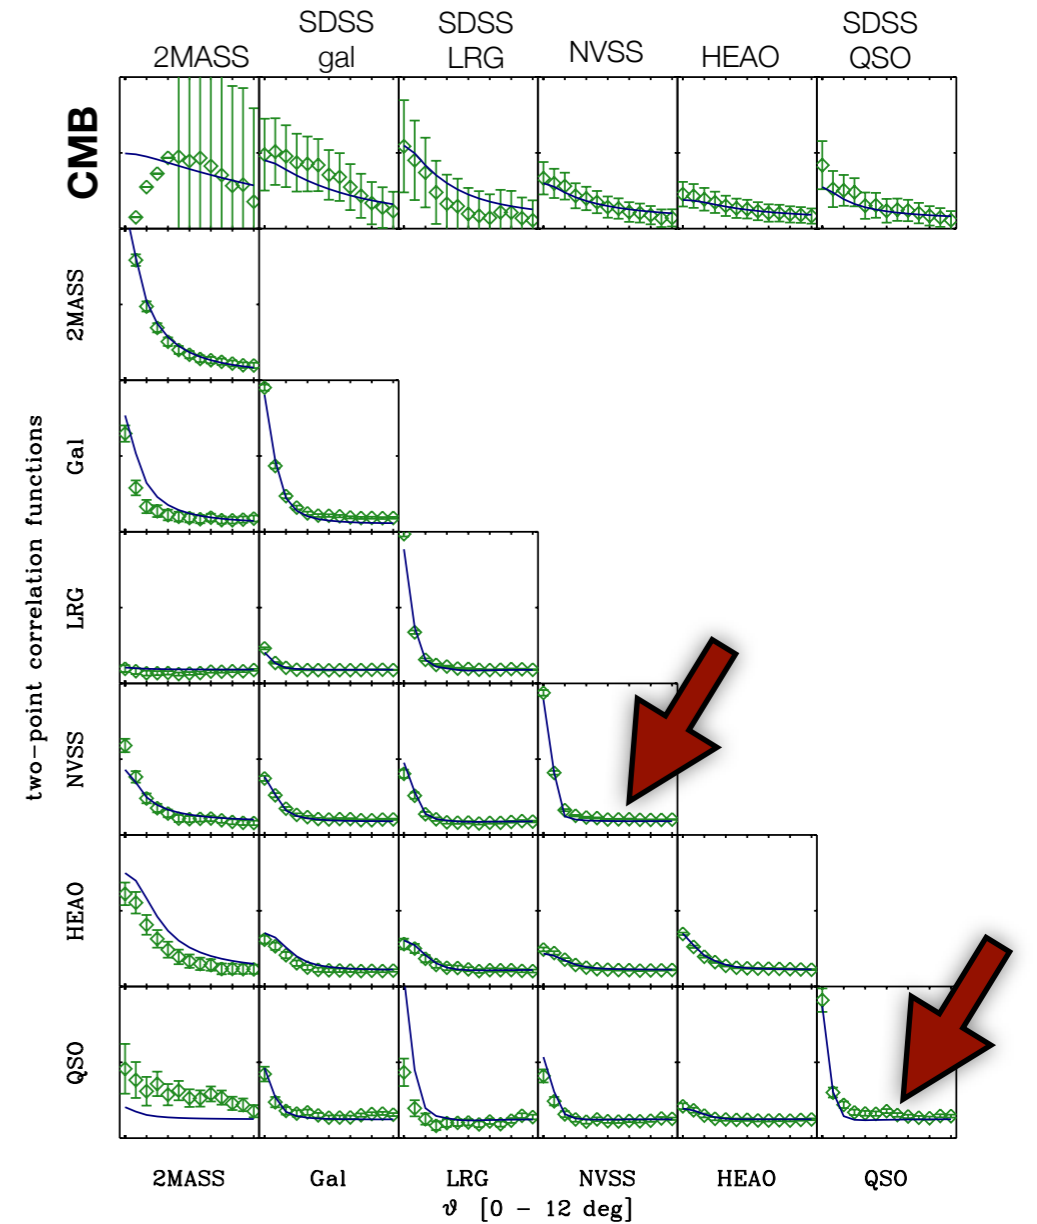 SDSS SDSS SDSS
2MASS gal LRG NVSS HEAO QSO
CMB
2MASS
Gal
LRG
NVSS
HEAO
QSO
two-point correlation functions
2MASS Gal LRG NVSS HEAO QSO
ϑ [0 - 12 deg]